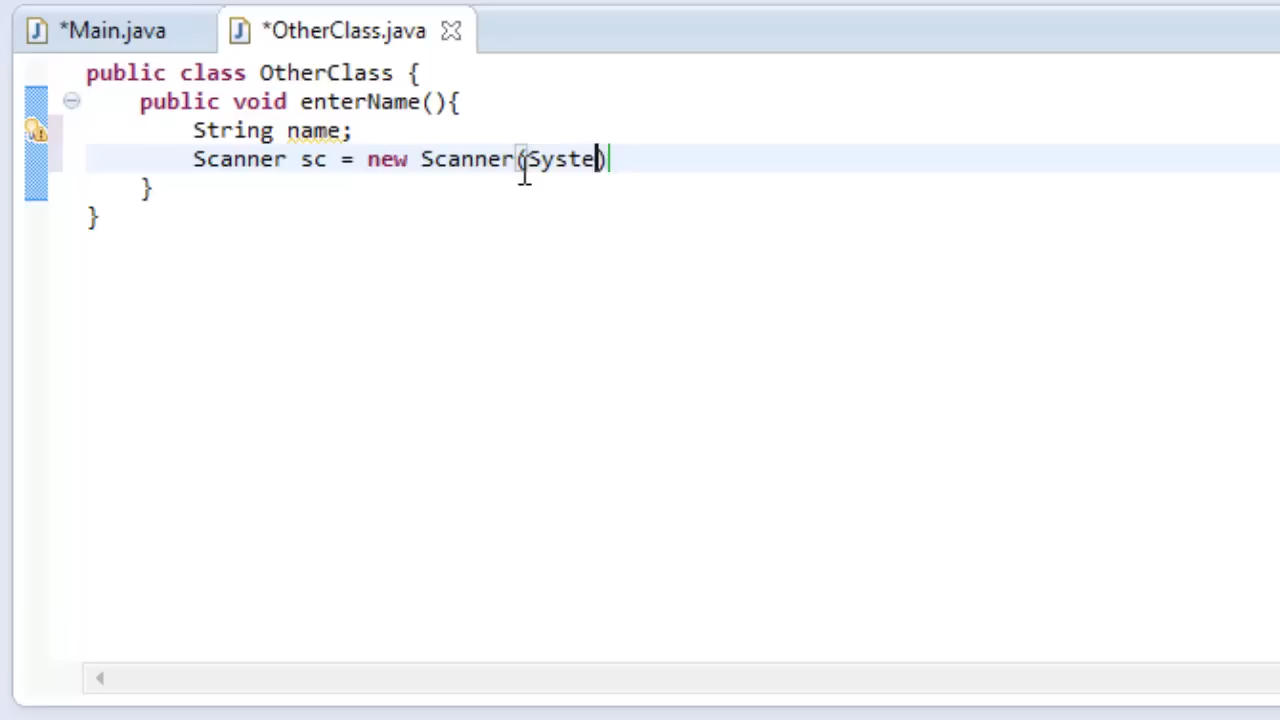 *Main.java
*OtherClass.java
public class OtherClass {
public void enterName(){
String name;
Scanner sc = new Scanner(Syste)
}
}